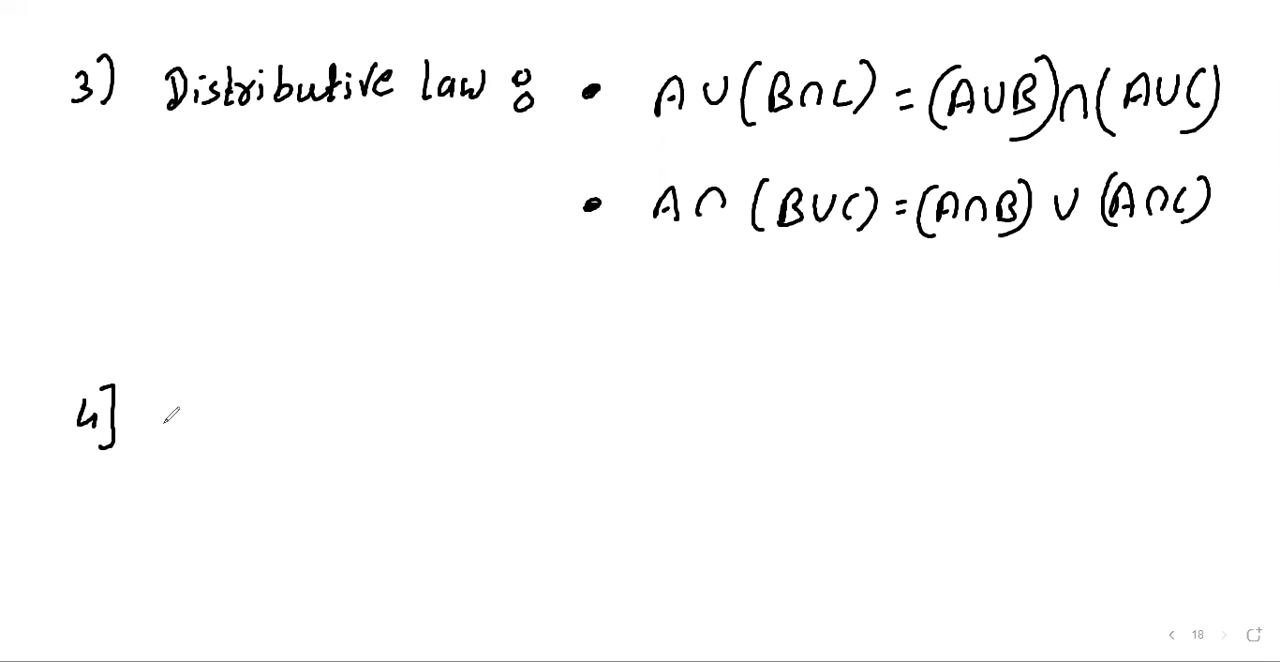 3) Distributive law : • A∪(B∩C) = (A∪B)∩(A∪C)
• A∩(B∪C) = (A∩B) ∪ (A∩C)
4]
18